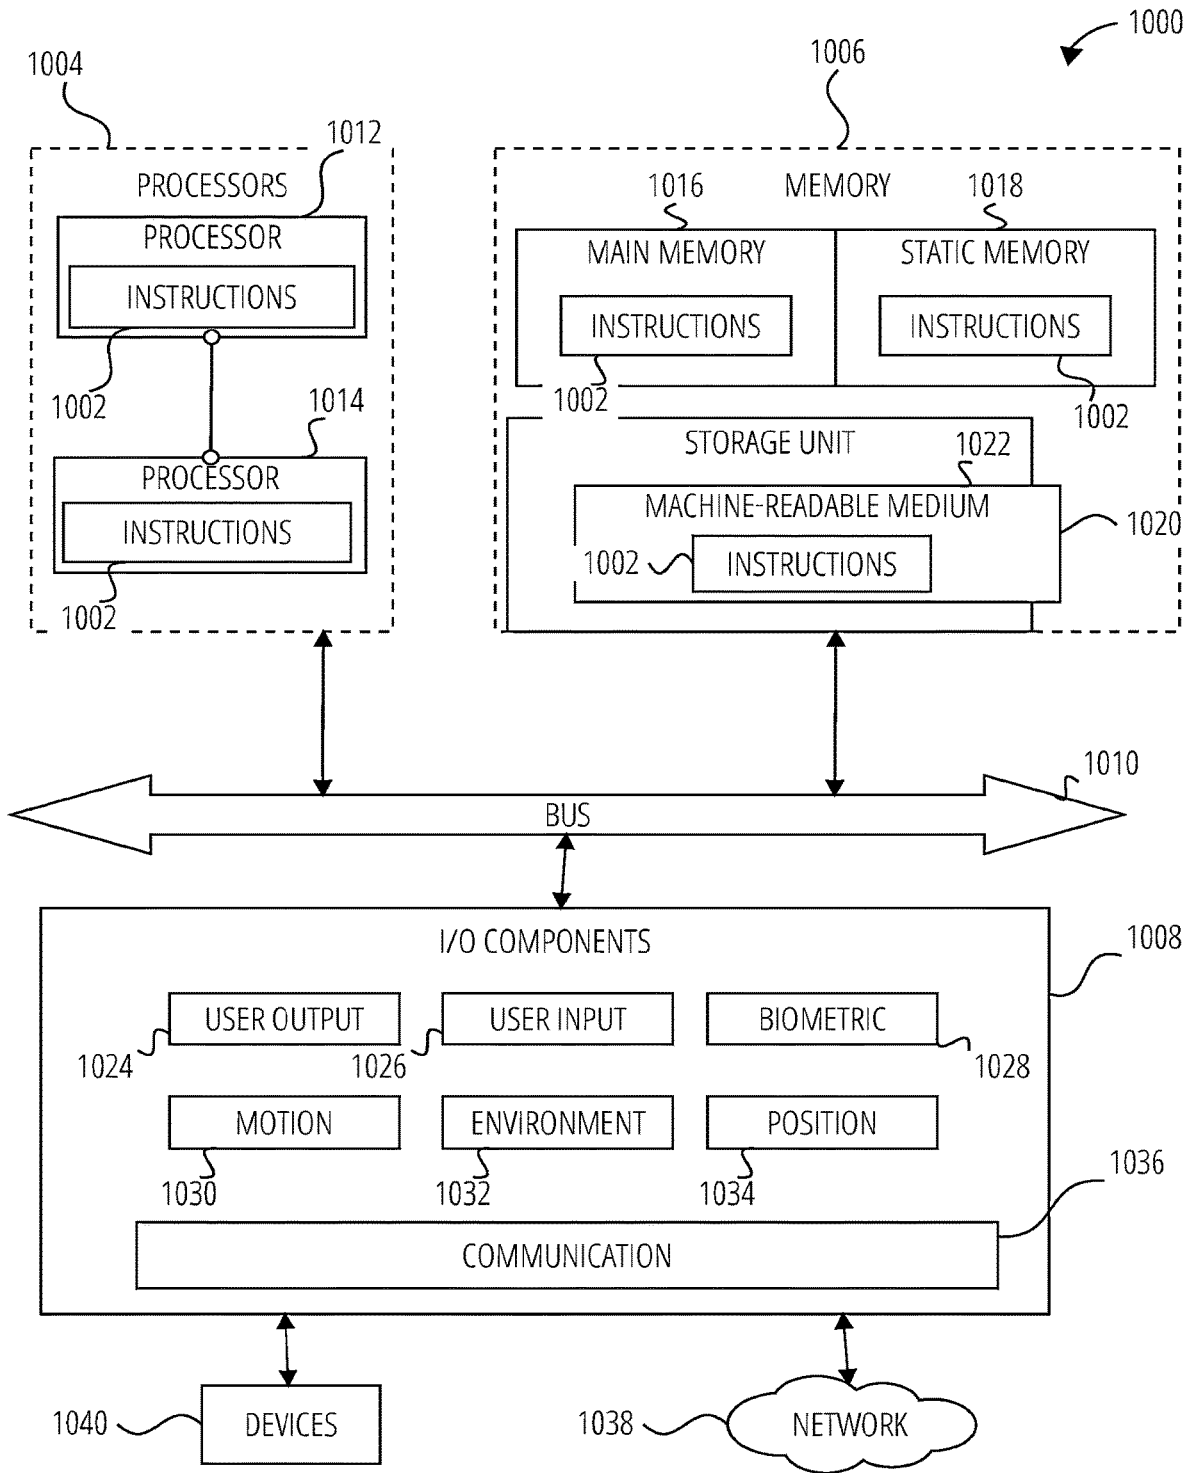 1000
1004
1006
1012
PROCESSORS
1016
MEMORY
1018
PROCESSOR
INSTRUCTIONS
MAIN MEMORY
STATIC MEMORY
INSTRUCTIONS
INSTRUCTIONS
1002
1014
1002
1002
PROCESSOR
INSTRUCTIONS
1002
STORAGE UNIT
1022
MACHINE-READABLE MEDIUM
1020
1002
INSTRUCTIONS
1010
BUS
I/O COMPONENTS
1008
USER OUTPUT
USER INPUT
BIOMETRIC
1024
1026
1028
MOTION
ENVIRONMENT
POSITION
1030
1032
1034
1036
COMMUNICATION
1040
DEVICES
1038
NETWORK